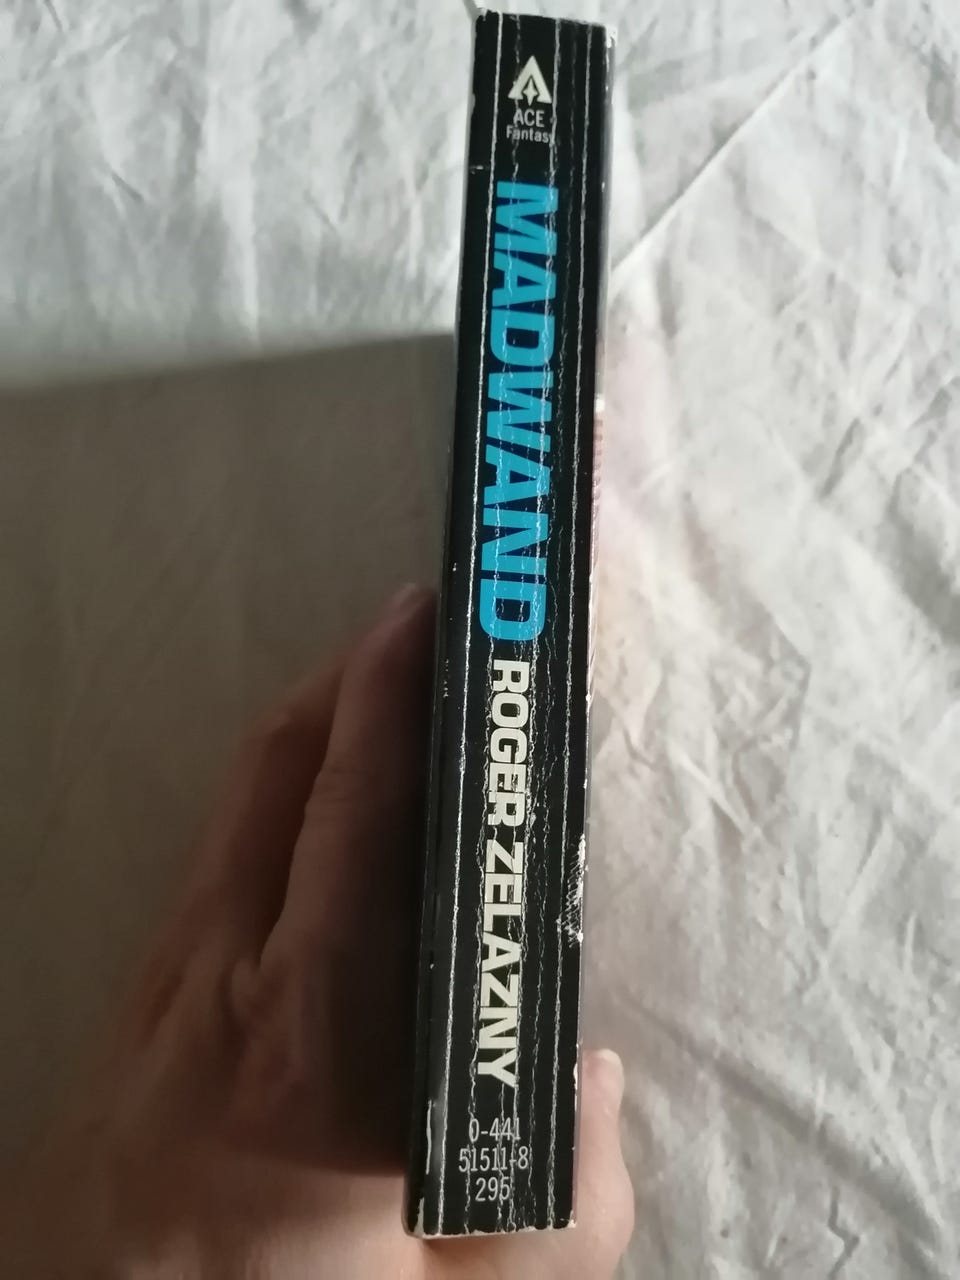 ACE
Fantasy
MADWAND
ROGER ZELAZNY
0-441
51511-8
295